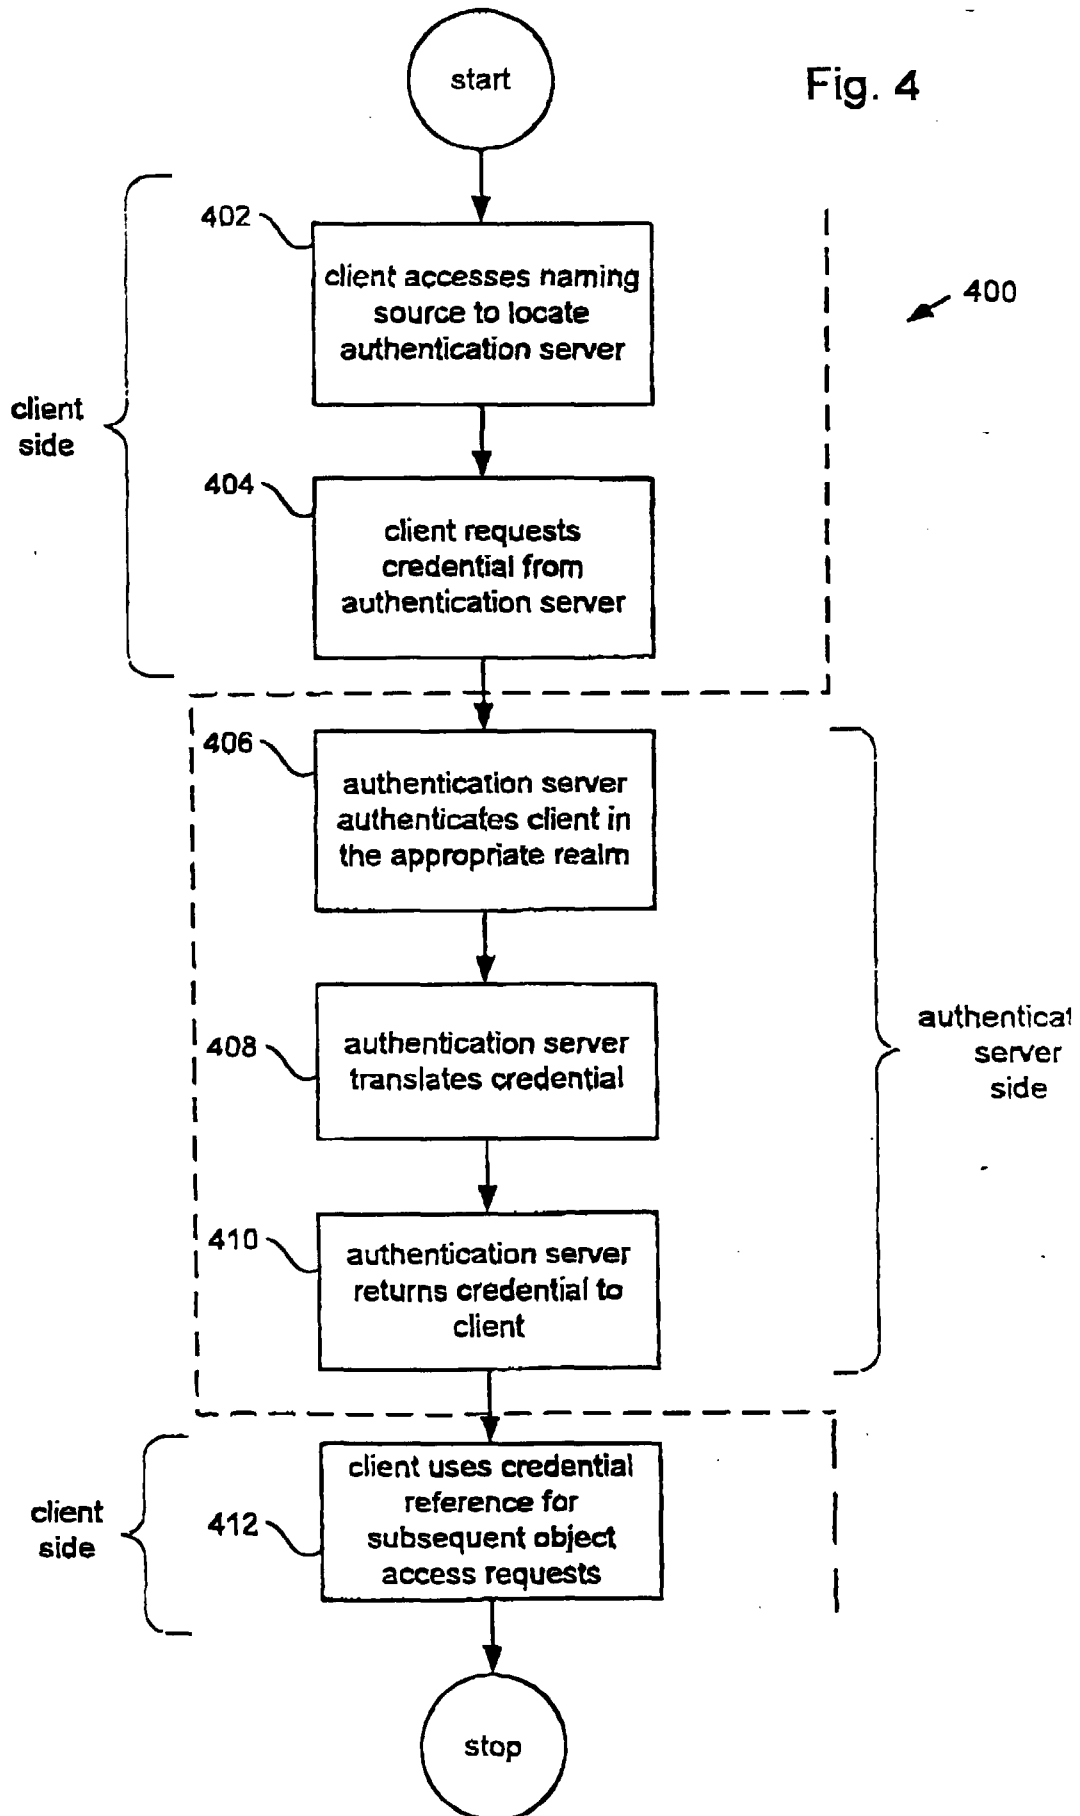 start
Fig. 4
402
client accesses naming
source to locate
authentication server
400
client
side
404
client requests
credential from
authentication server
406
authentication server
authenticates client in
the appropriate realm
408
authentication server
translates credential
authenticat
server
side
410
authentication server
returns credential to
client
client
side
412
client uses credential
reference for
subsequent object
access requests
stop